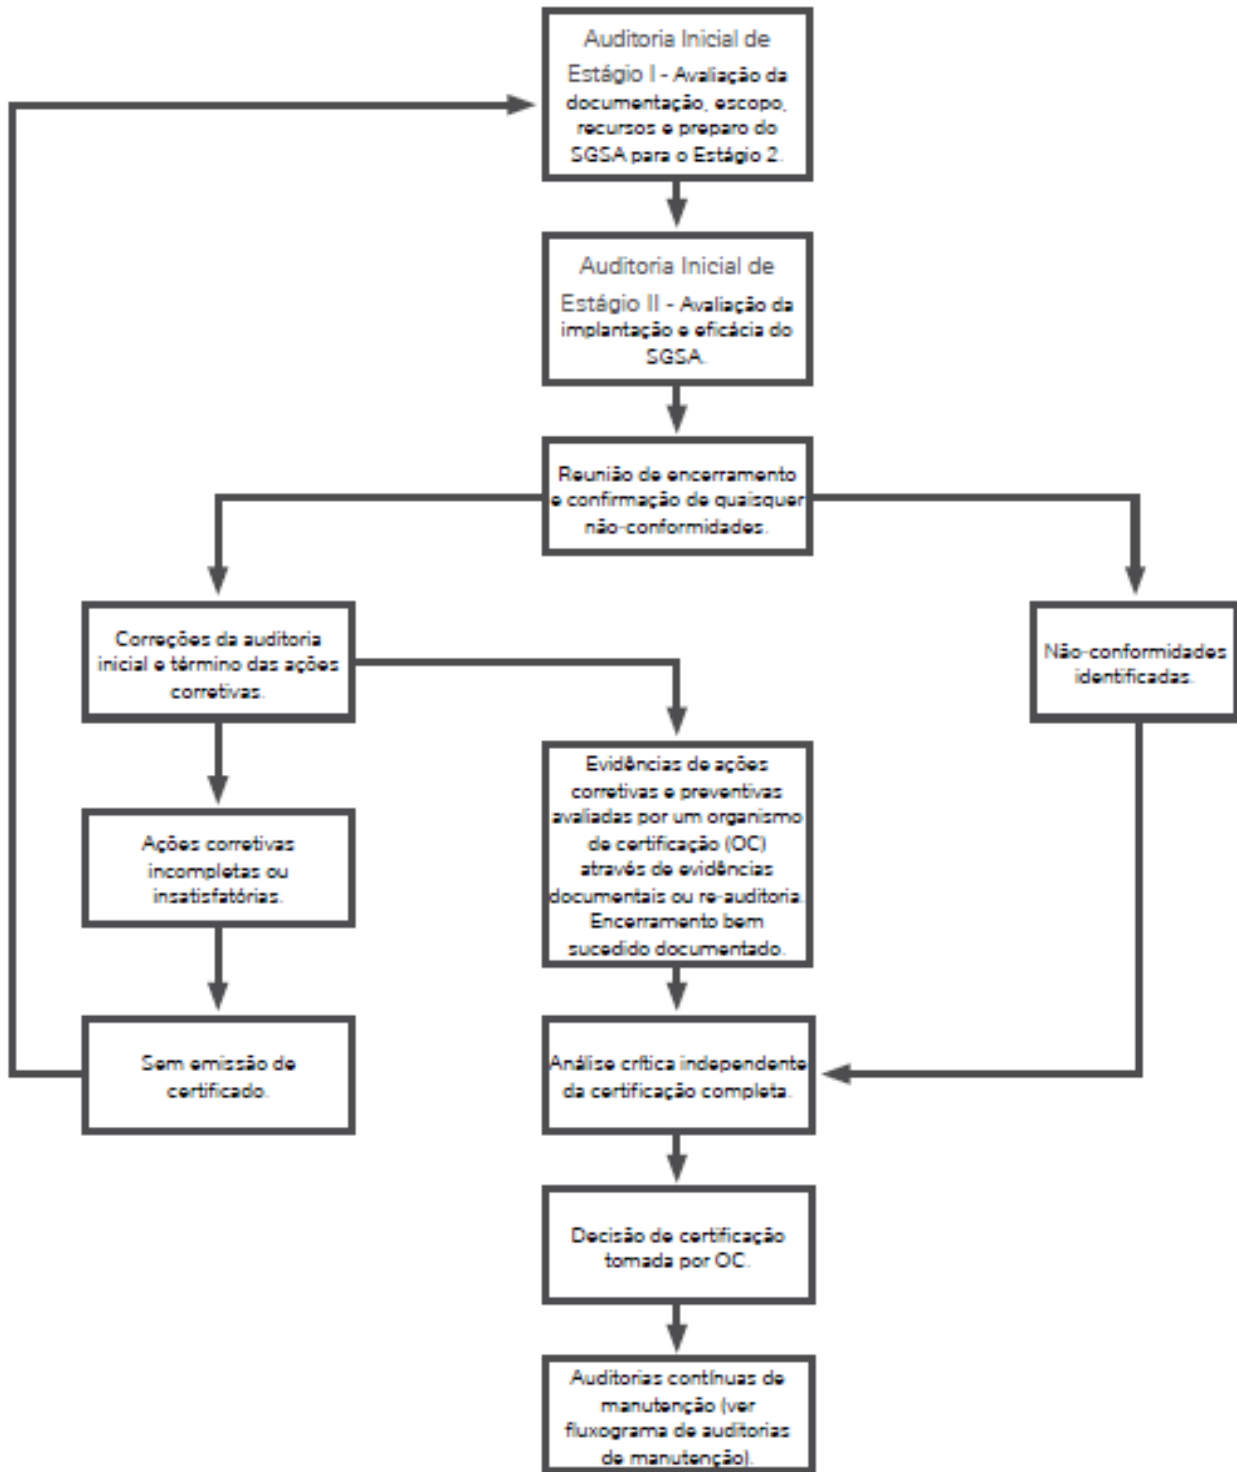 Auditoria Inicial de
Estágio I - Avaliação da
documentação, escopo,
recursos e preparo do
SGSA para o Estágio 2.
Auditoria Inicial de
Estágio II - Avaliação da
implantação e eficácia do
SGSA.
Reunião de encerramento
e confirmação de quaisquer
não-conformidades.
Correções da auditoria
inicial e término das ações
corretivas.
Não-conformidades
identificadas.
Evidências de ações
corretivas e preventivas
avaliadas por um organismo
de certificação (OC)
através de evidências
documentais ou re-auditoria.
Encerramento bem
sucedido documentado.
Ações corretivas
incompletas ou
insatisfatórias.
Sem emissão de
certificado.
Análise crítica independente
da certificação completa.
Decisão de certificação
tomada por OC.
Auditorias contínuas de
manutenção (ver
fluxograma de auditorias
de manutenção).